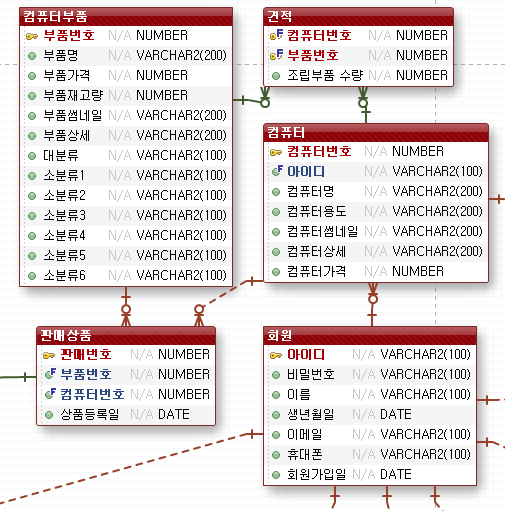 컴퓨터부품
부품번호 N/A NUMBER
부품명 N/A VARCHAR2(200)
부품가격 N/A NUMBER
부품재고량 N/A NUMBER
부품썸네일 N/A VARCHAR2(200)
부품상세 N/A VARCHAR2(200)
대분류 N/A VARCHAR2(100)
소분류1 N/A VARCHAR2(100)
소분류2 N/A VARCHAR2(100)
소분류3 N/A VARCHAR2(100)
소분류4 N/A VARCHAR2(100)
소분류5 N/A VARCHAR2(100)
소분류6 N/A VARCHAR2(100)
견적
컴퓨터번호 N/A NUMBER
부품번호 N/A NUMBER
조립부품 수량 N/A NUMBER
컴퓨터
컴퓨터번호 N/A NUMBER
아이디 N/A VARCHAR2(100)
컴퓨터명 N/A VARCHAR2(200)
컴퓨터용도 N/A VARCHAR2(200)
컴퓨터썸네일 N/A VARCHAR2(200)
컴퓨터상세 N/A VARCHAR2(200)
컴퓨터가격 N/A NUMBER
판매상품
판매번호 N/A NUMBER
부품번호 N/A NUMBER
컴퓨터번호 N/A NUMBER
상품등록일 N/A DATE
회원
아이디 N/A VARCHAR2(100)
비밀번호 N/A VARCHAR2(100)
이름 N/A VARCHAR2(100)
생년월일 N/A DATE
이메일 N/A VARCHAR2(100)
휴대폰 N/A VARCHAR2(100)
회원가입일 N/A DATE